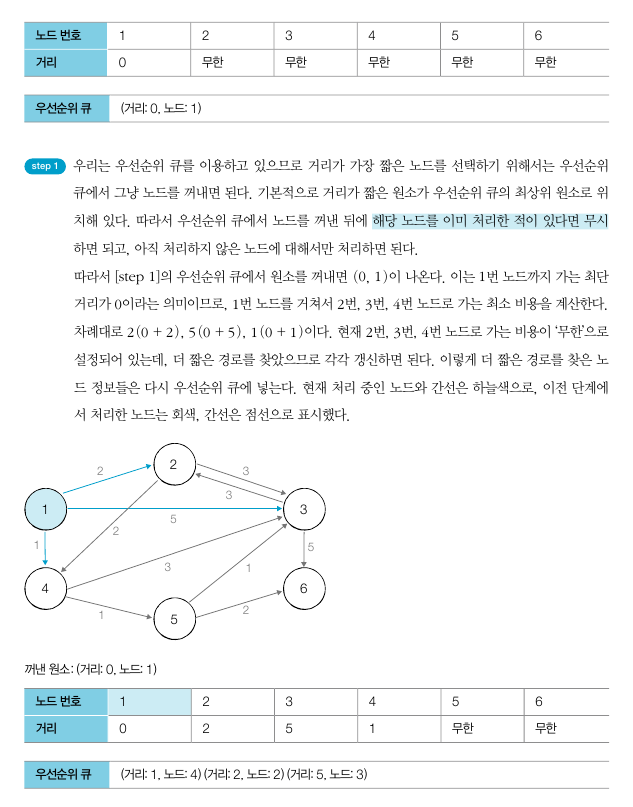 노드 번호 1 2 3 4 5 6
거리 0 무한 무한 무한 무한 무한
우선순위 큐 (거리: 0, 노드: 1)
step 1 우리는 우선순위 큐를 이용하고 있으므로 거리가 가장 짧은 노드를 선택하기 위해서는 우선순위
큐에서 그냥 노드를 꺼내면 된다. 기본적으로 거리가 짧은 원소가 우선순위 큐의 최상위 원소로 위
치해 있다. 따라서 우선순위 큐에서 노드를 꺼낸 뒤에 해당 노드를 이미 처리한 적이 있다면 무시
하면 되고, 아직 처리하지 않은 노드에 대해서만 처리하면 된다.
따라서 [step 1]의 우선순위 큐에서 원소를 꺼내면 (0, 1)이 나온다. 이는 1번 노드까지 가는 최단
거리가 0이라는 의미이므로, 1번 노드를 거쳐서 2번, 3번, 4번 노드로 가는 최소 비용을 계산한다.
차례대로 2(0 + 2), 5(0 + 5), 1(0 + 1)이다. 현재 2번, 3번, 4번 노드로 가는 비용이 ‘무한’으로
설정되어 있는데, 더 짧은 경로를 찾았으므로 각각 갱신하면 된다. 이렇게 더 짧은 경로를 찾은 노
드 정보들은 다시 우선순위 큐에 넣는다. 현재 처리 중인 노드와 간선은 하늘색으로, 이전 단계에
서 처리한 노드는 회색, 간선은 점선으로 표시했다.
2
2
3
3
1
3
5
2
1
5
3
1
4
6
1
5
2
꺼낸 원소: (거리: 0, 노드: 1)
노드 번호 1 2 3 4 5 6
거리 0 2 5 1 무한 무한
우선순위 큐 (거리: 1, 노드: 4) (거리: 2, 노드: 2) (거리: 5, 노드: 3)